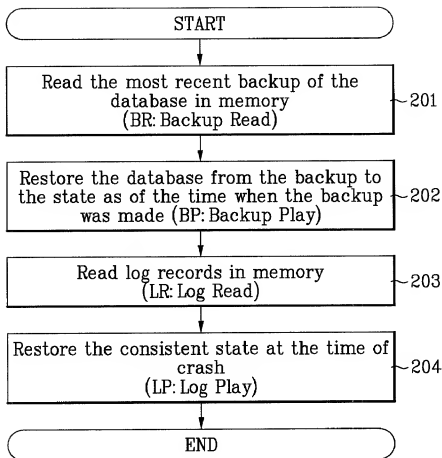 START
Read the most recent backup of the
database in memory
(BR: Backup Read)
201
Restore the database from the backup to
the state as of the time when the backup
was made (BP: Backup Play)
202
Read log records in memory
(LR: Log Read)
203
Restore the consistent state at the time of
crash
(LP: Log Play)
204
END